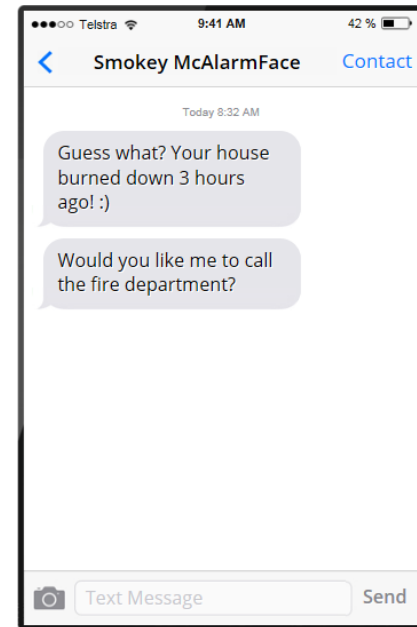 Telstra 9:41 AM 42 %
Smokey McAlarmFace Contact
Today 8:32 AM
Guess what? Your house
burned down 3 hours
ago! :)
Would you like me to call
the fire department?
Text Message Send